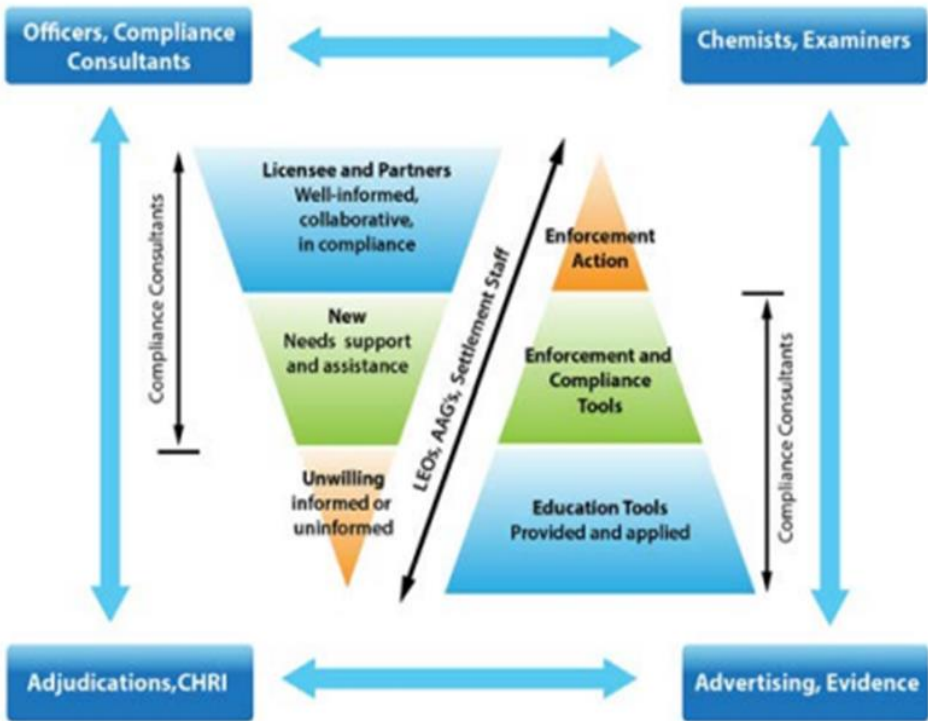 Officers, Compliance
Consultants
Chemists, Examiners
Compliance Consultants
Licensee and Partners
Well-informed,
collaborative,
in compliance
New
Needs support
and assistance
Unwilling
informed or
uninformed
LEOs, AAG's, Settlement Staff
Enforcement
Action
Enforcement and
Compliance
Tools
Education Tools
Provided and applied
Compliance Consultants
Adjudications,CHRI
Advertising, Evidence